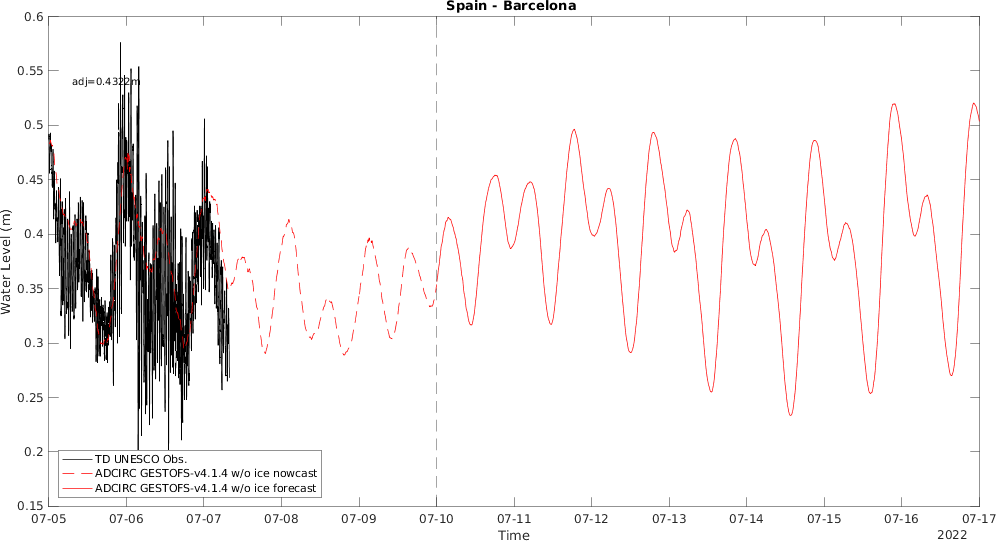 Spain - Barcelona
0.6
0.55
0.5
0.45
0.4
0.35
0.3
0.25
0.2
0.15
Water Level (m)
adj=0.4322m
TD UNESCO Obs.
ADCIRC GESTOFS-v4.1.4 w/o ice nowcast
ADCIRC GESTOFS-v4.1.4 w/o ice forecast
07-05 07-06 07-07 07-08 07-09 07-10 07-11 07-12 07-13 07-14 07-15 07-16 07-17
Time
2022